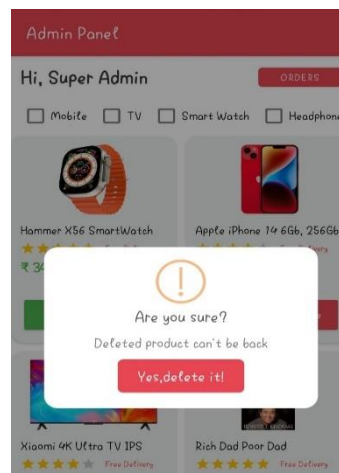 Admin Panel
Hi, Super Admin
ORDERS
Mobile
TV
Smart Watch
Headphone
Hammer X56 SmartWatch
Apple iPhone 14 6Gb, 256Gb
Delivery
₹ 3
Are you sure?
Deleted product can't be back
Yes,delete it!
Xiaomi 4K Ultra TV IPS
Rich Dad Poor Dad
Free Delivery
Free Delivery